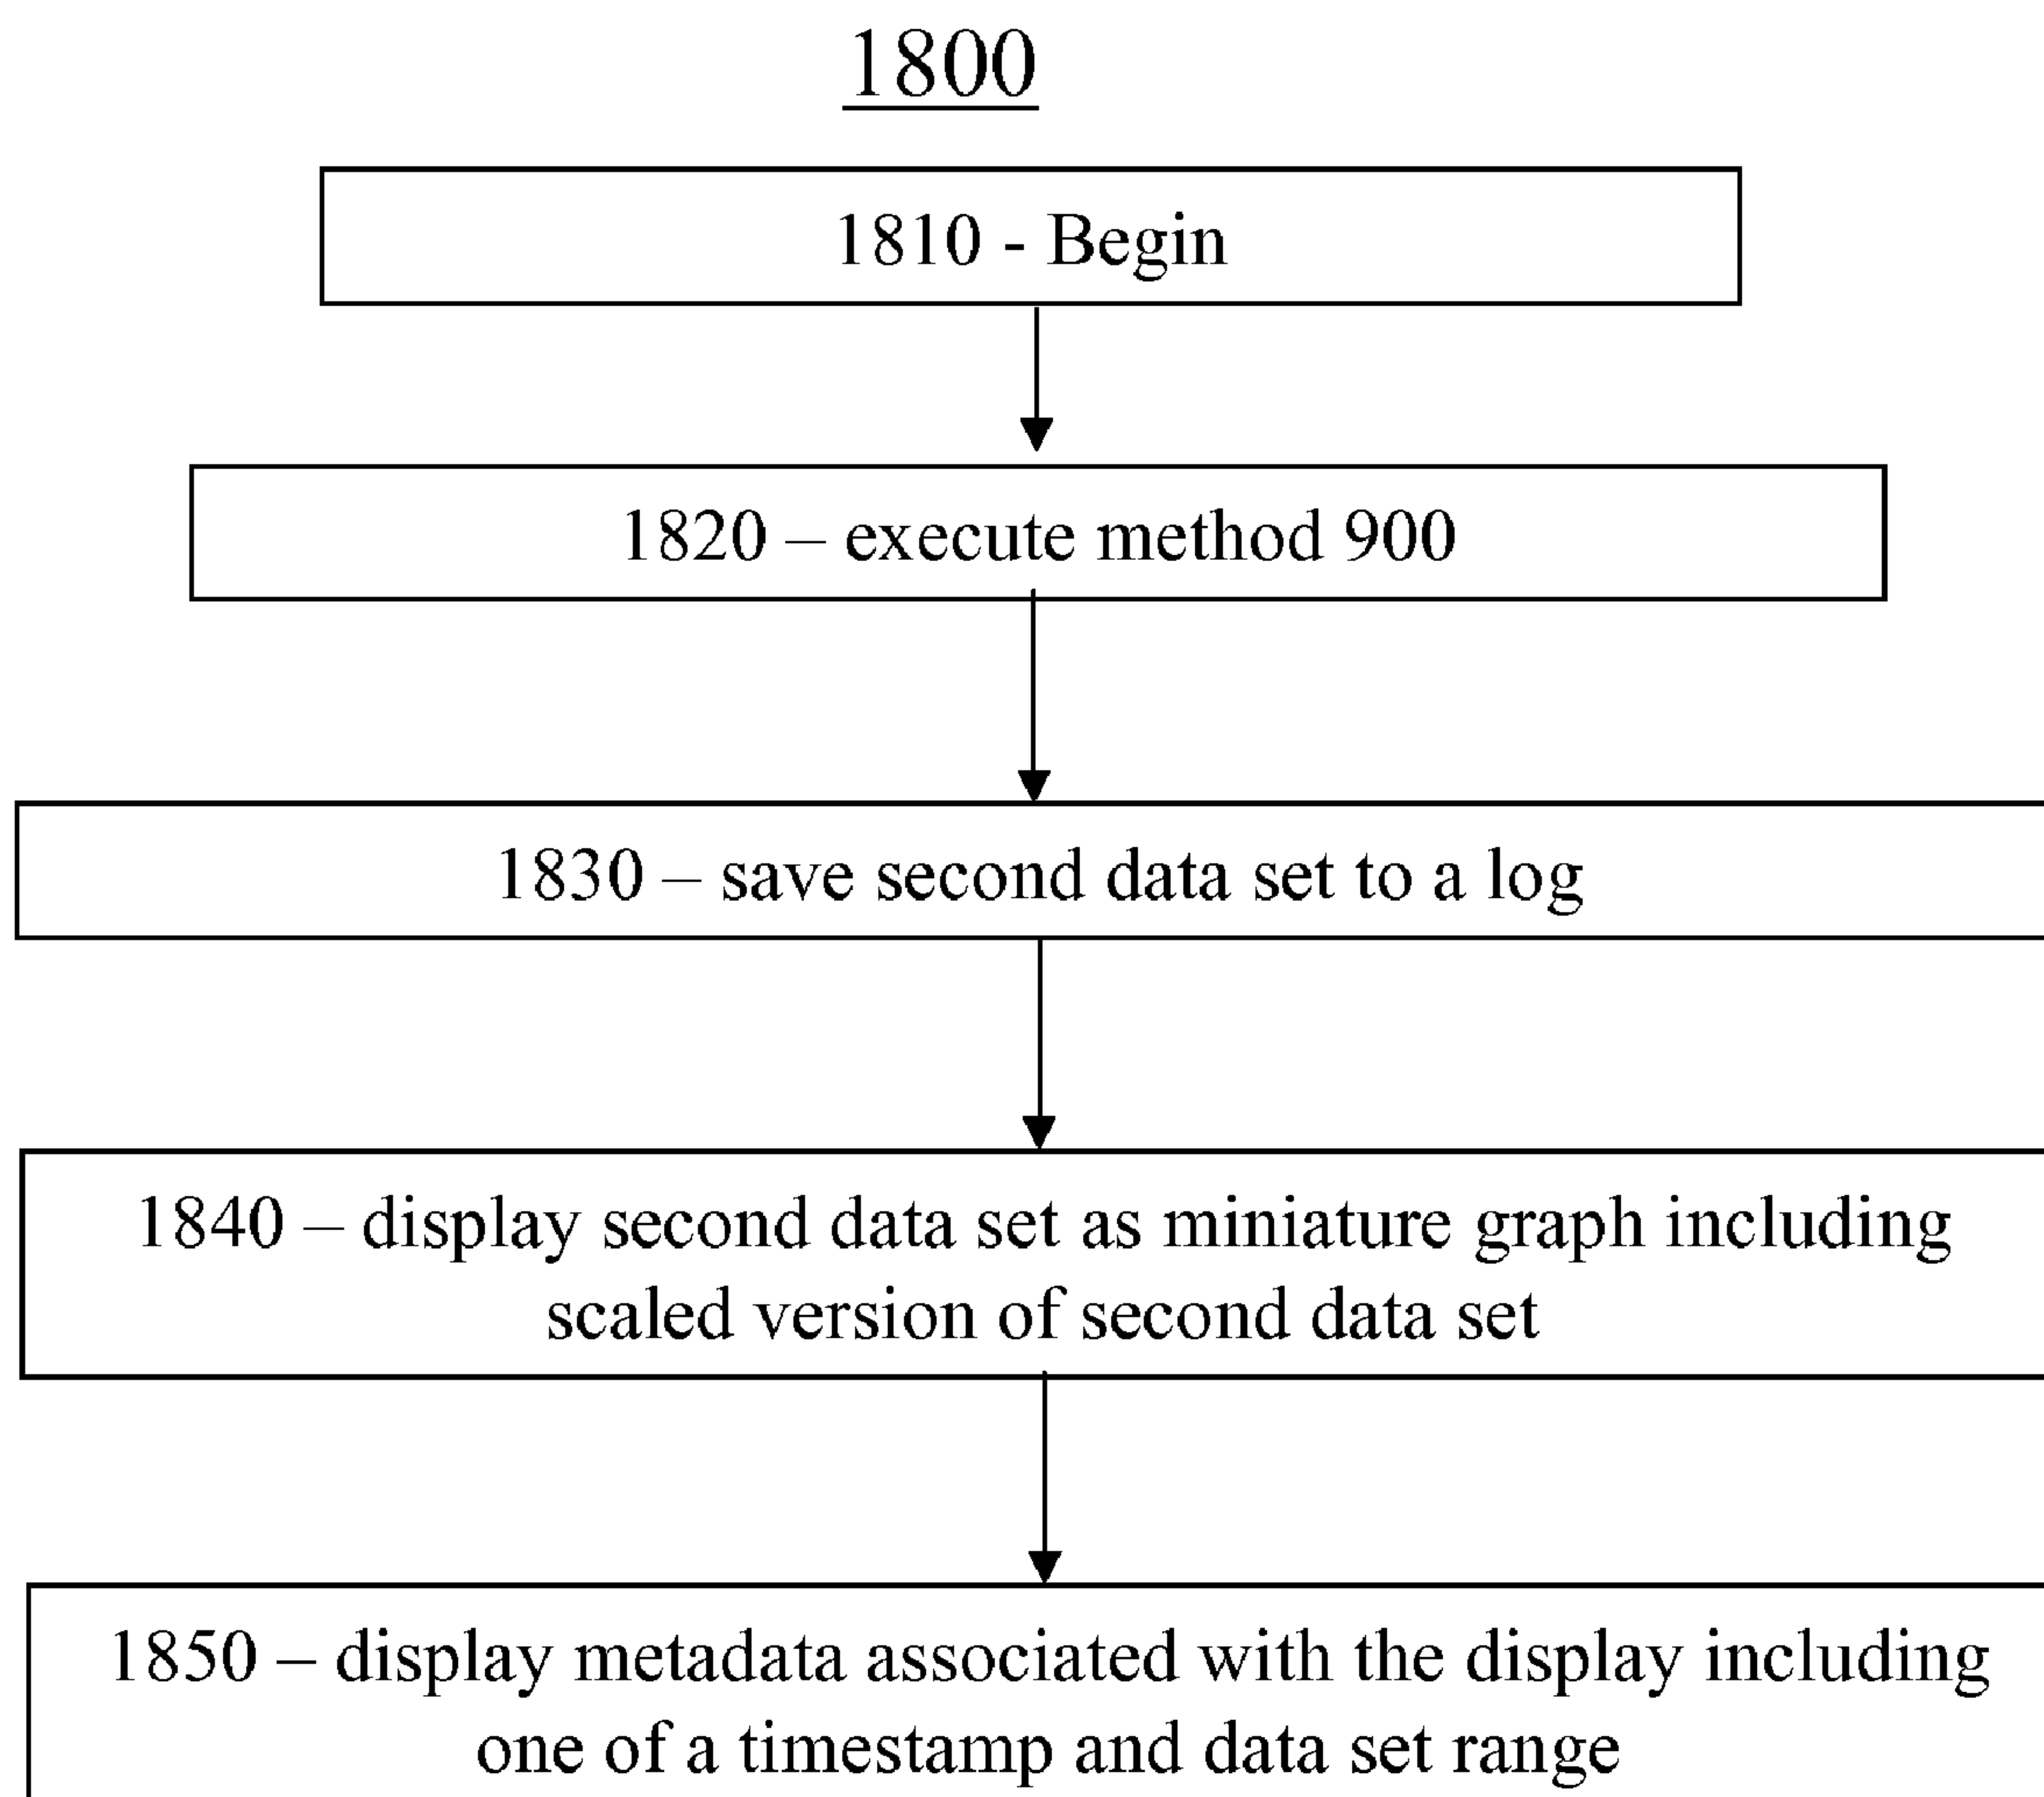 1800
1810 - Begin
1820 – execute method 900
1830 – save second data set to a log
1840 – display second data set as miniature graph including
scaled version of second data set
1850 – display metadata associated with the display including
one of a timestamp and data set range